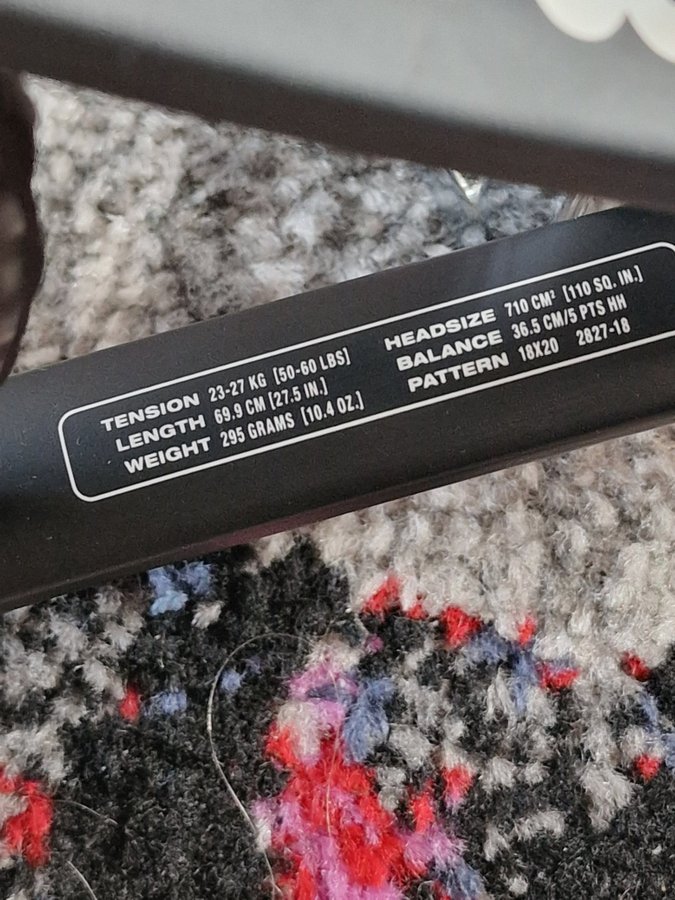 TENSION 23-27 KG [50-60 LBS]
LENGTH 69.9 CM [27.5 IN.]
WEIGHT 295 GRAMS [10.4 OZ.]
HEADSIZE 710 CM² [110 SQ. IN.]
BALANCE 36.5 CM/5 PTS HH
PATTERN 18X20 2827-18